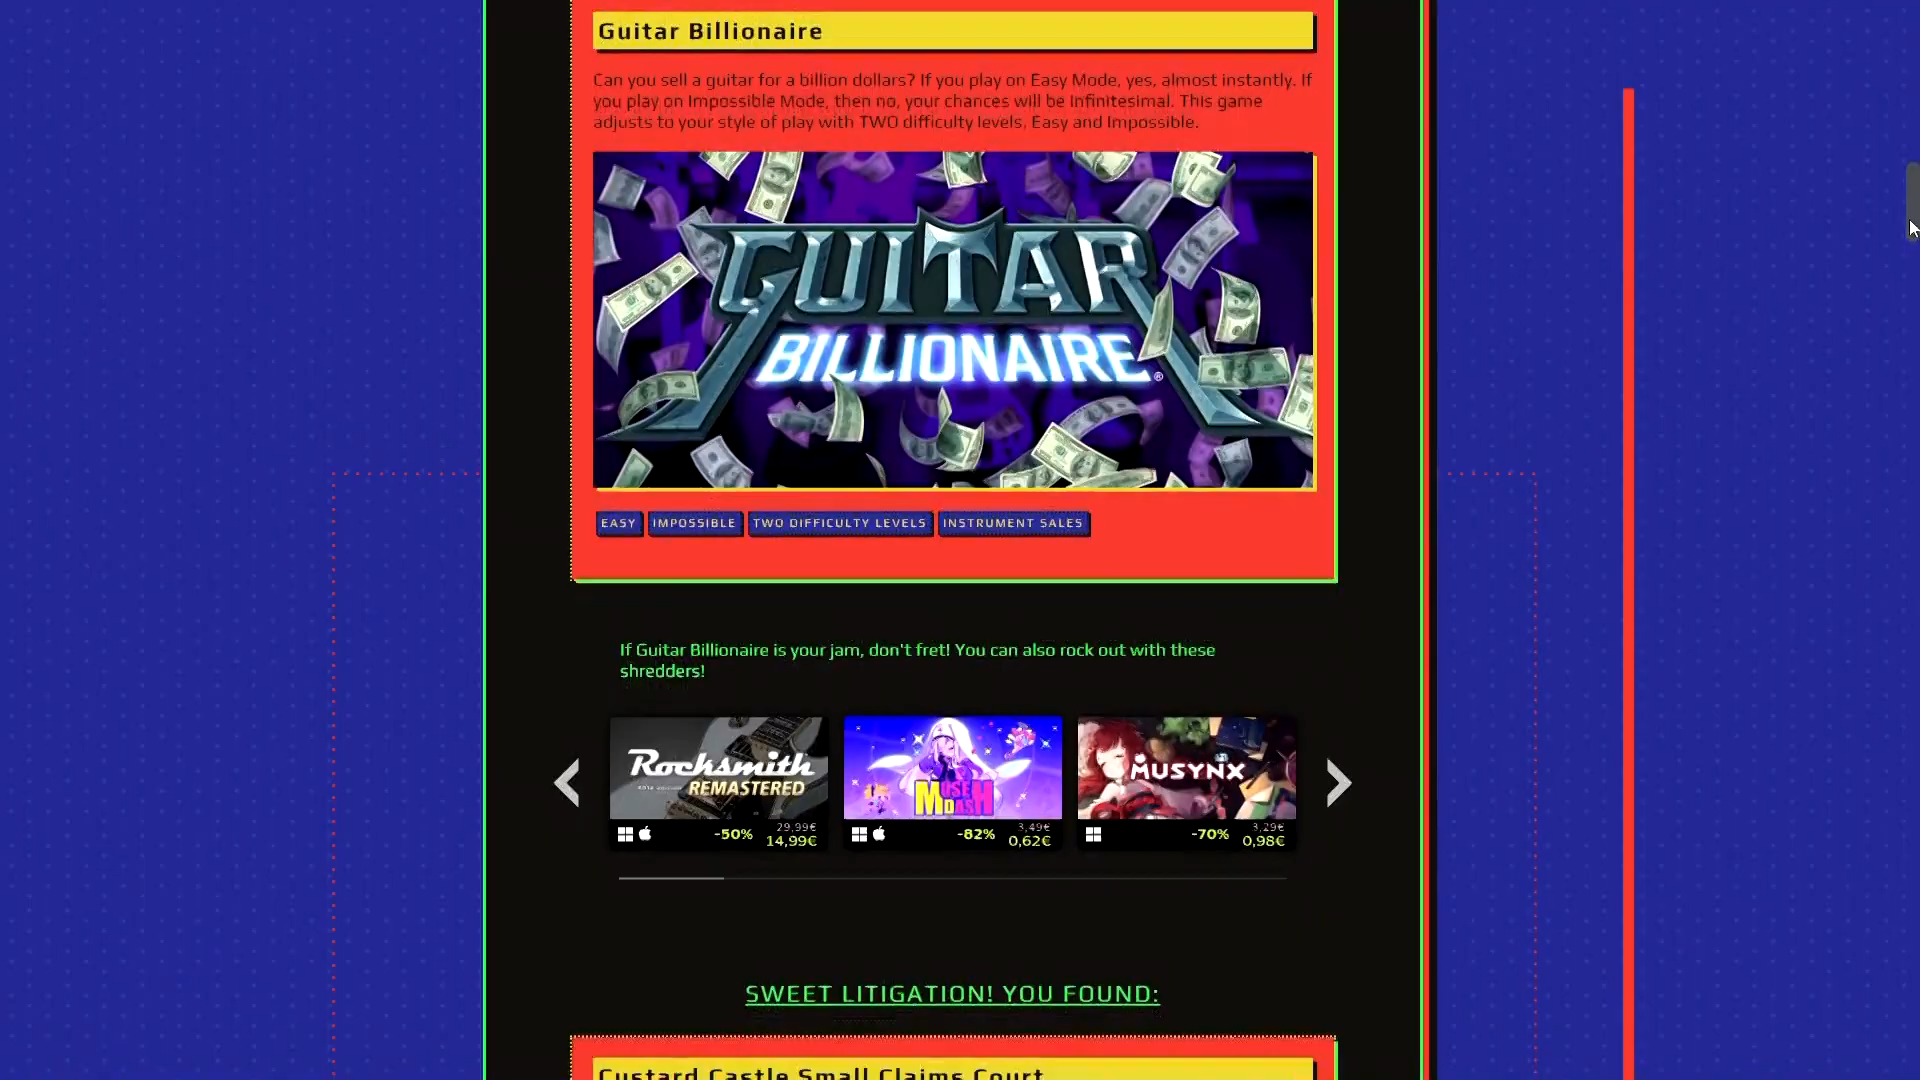 Guitar Billionaire
Can you sell a guitar for a billion dollars? If you play on Easy Mode, yes, almost instantly. If
you play on Impossible Mode, then no, your chances will be Infinitesimal. This game
adjusts to your style of play with TWO difficulty levels, Easy and Impossible.
GUITAR
BILLIONAIRE®
EASY IMPOSSIBLE TWO DIFFICULTY LEVELS INSTRUMENT SALES
If Guitar Billionaire is your jam, don't fret! You can also rock out with these
shredders!
Rocksmith
REMASTERED
-50% 29,99€
14,99€
MUSE
DASH
-82% 3,49€
0,62€
MUSYNX
-70% 3,29€
0,98€
SWEET LITIGATION! YOU FOUND:
Custard Castle Small Claims Court